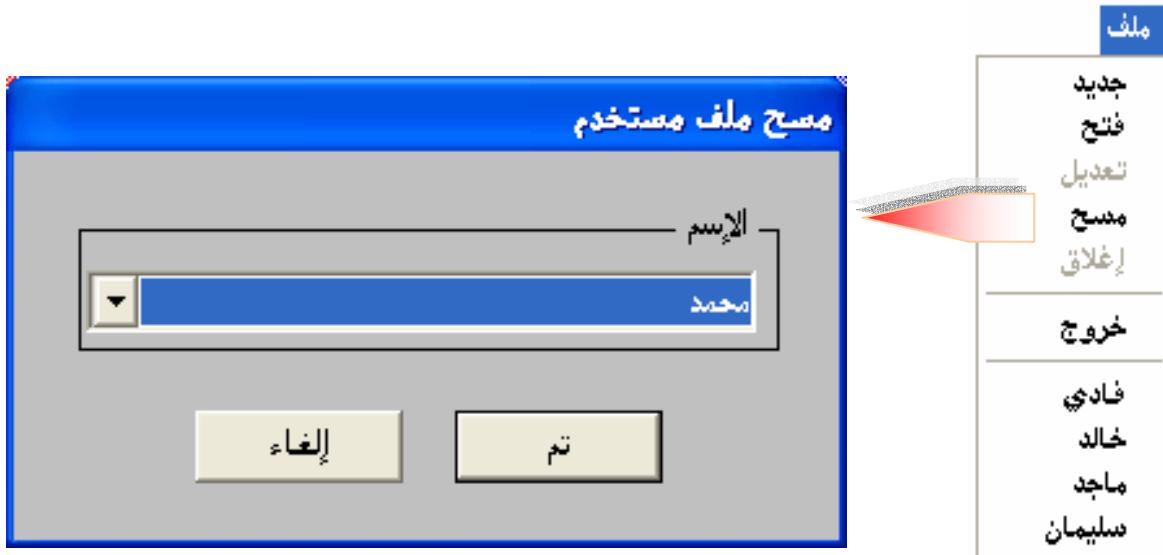 ملف
جديد
فتح
تعديل
مسح
إغلاق
خروج
فادي
خالد
ماجد
سليمان
مسح ملف مستخدم
الإسم
محمد
تم
إلغاء